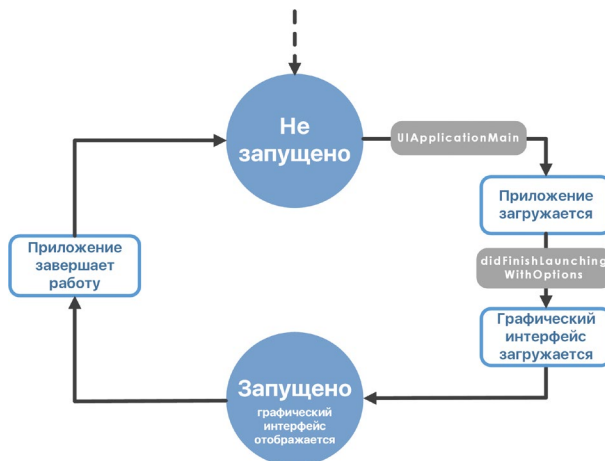 Не
запущено
UIApplicationMain
Приложение
загружается
didFinishLaunching
WithOptions
Графический
интерфейс
загружается
Запущено
графический
интерфейс
отображается
Приложение
завершает
работу